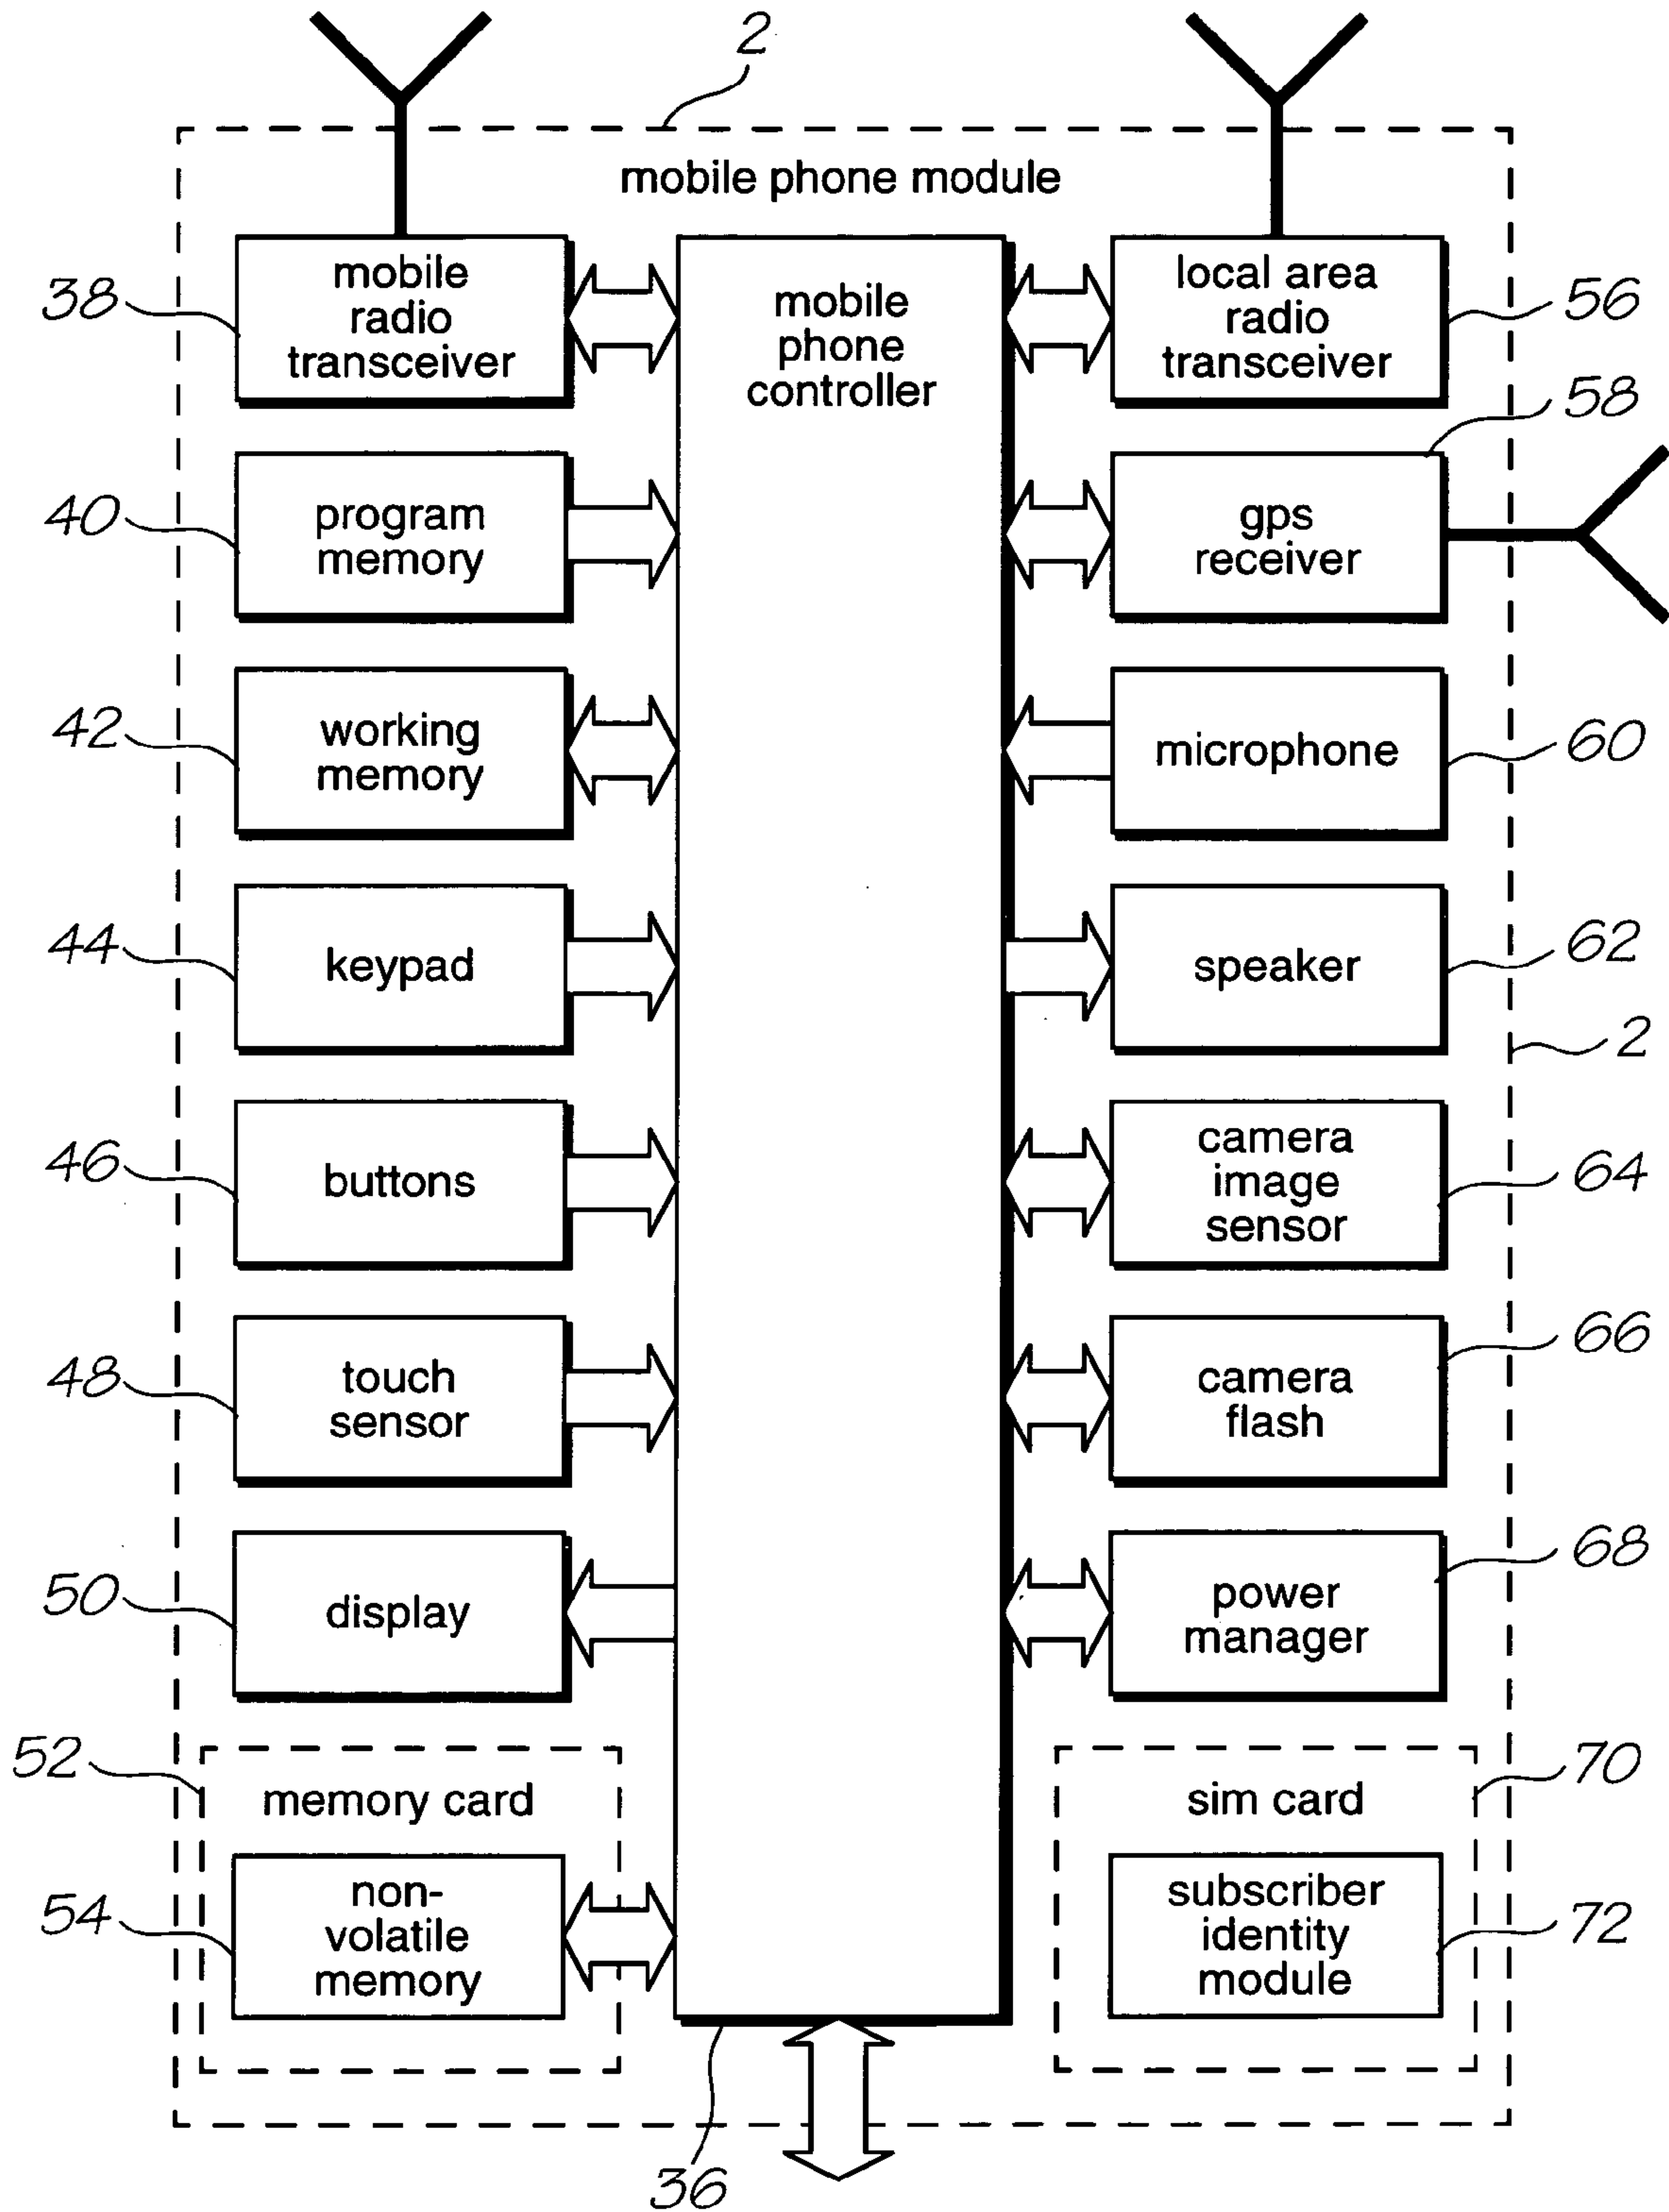 2
mobile phone module
38
mobile
radio
transceiver
mobile
phone
controller
local area
radio
transceiver
56
58
40
program
memory
gps
receiver
42
working
memory
microphone
60
44
keypad
speaker
62
2
46
buttons
camera
image
sensor
64
48
touch
sensor
camera
flash
66
50
display
power
manager
68
52
memory card
sim card
70
54
non-
volatile
memory
subscriber
identity
module
72
36